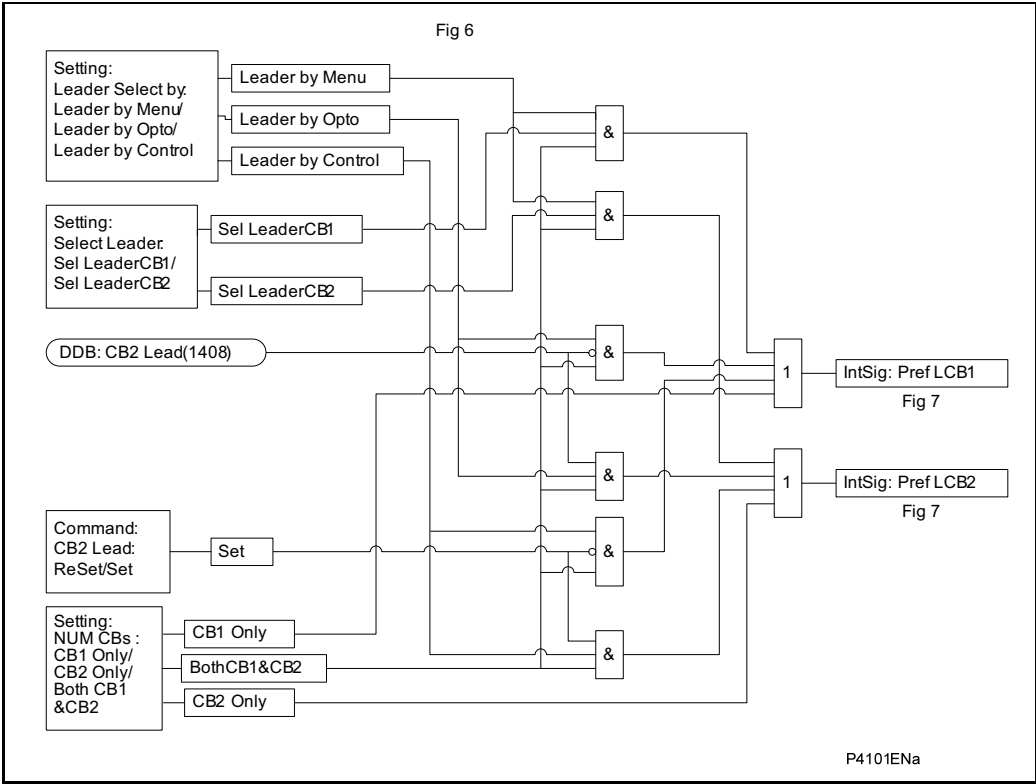 Fig 6
Setting:
Leader Select by:
Leader by Menu/
Leader by Opto/
Leader by Control
Leader by Menu
Leader by Opto
Leader by Control
&
&
Setting:
Select Leader:
Sel LeaderCB1/
Sel LeaderCB2
Sel LeaderCB1
Sel LeaderCB2
DDB: CB2 Lead(1408)
&
1
IntSig: Pref LCB1
Fig 7
&
1
IntSig: Pref LCB2
Fig 7
Command:
CB2 Lead:
ReSet/Set
Set
&
Setting:
NUM CBs :
CB1 Only/
CB2 Only/
Both CB1
&CB2
CB1 Only
BothCB1&CB2
CB2 Only
&
P4101ENa